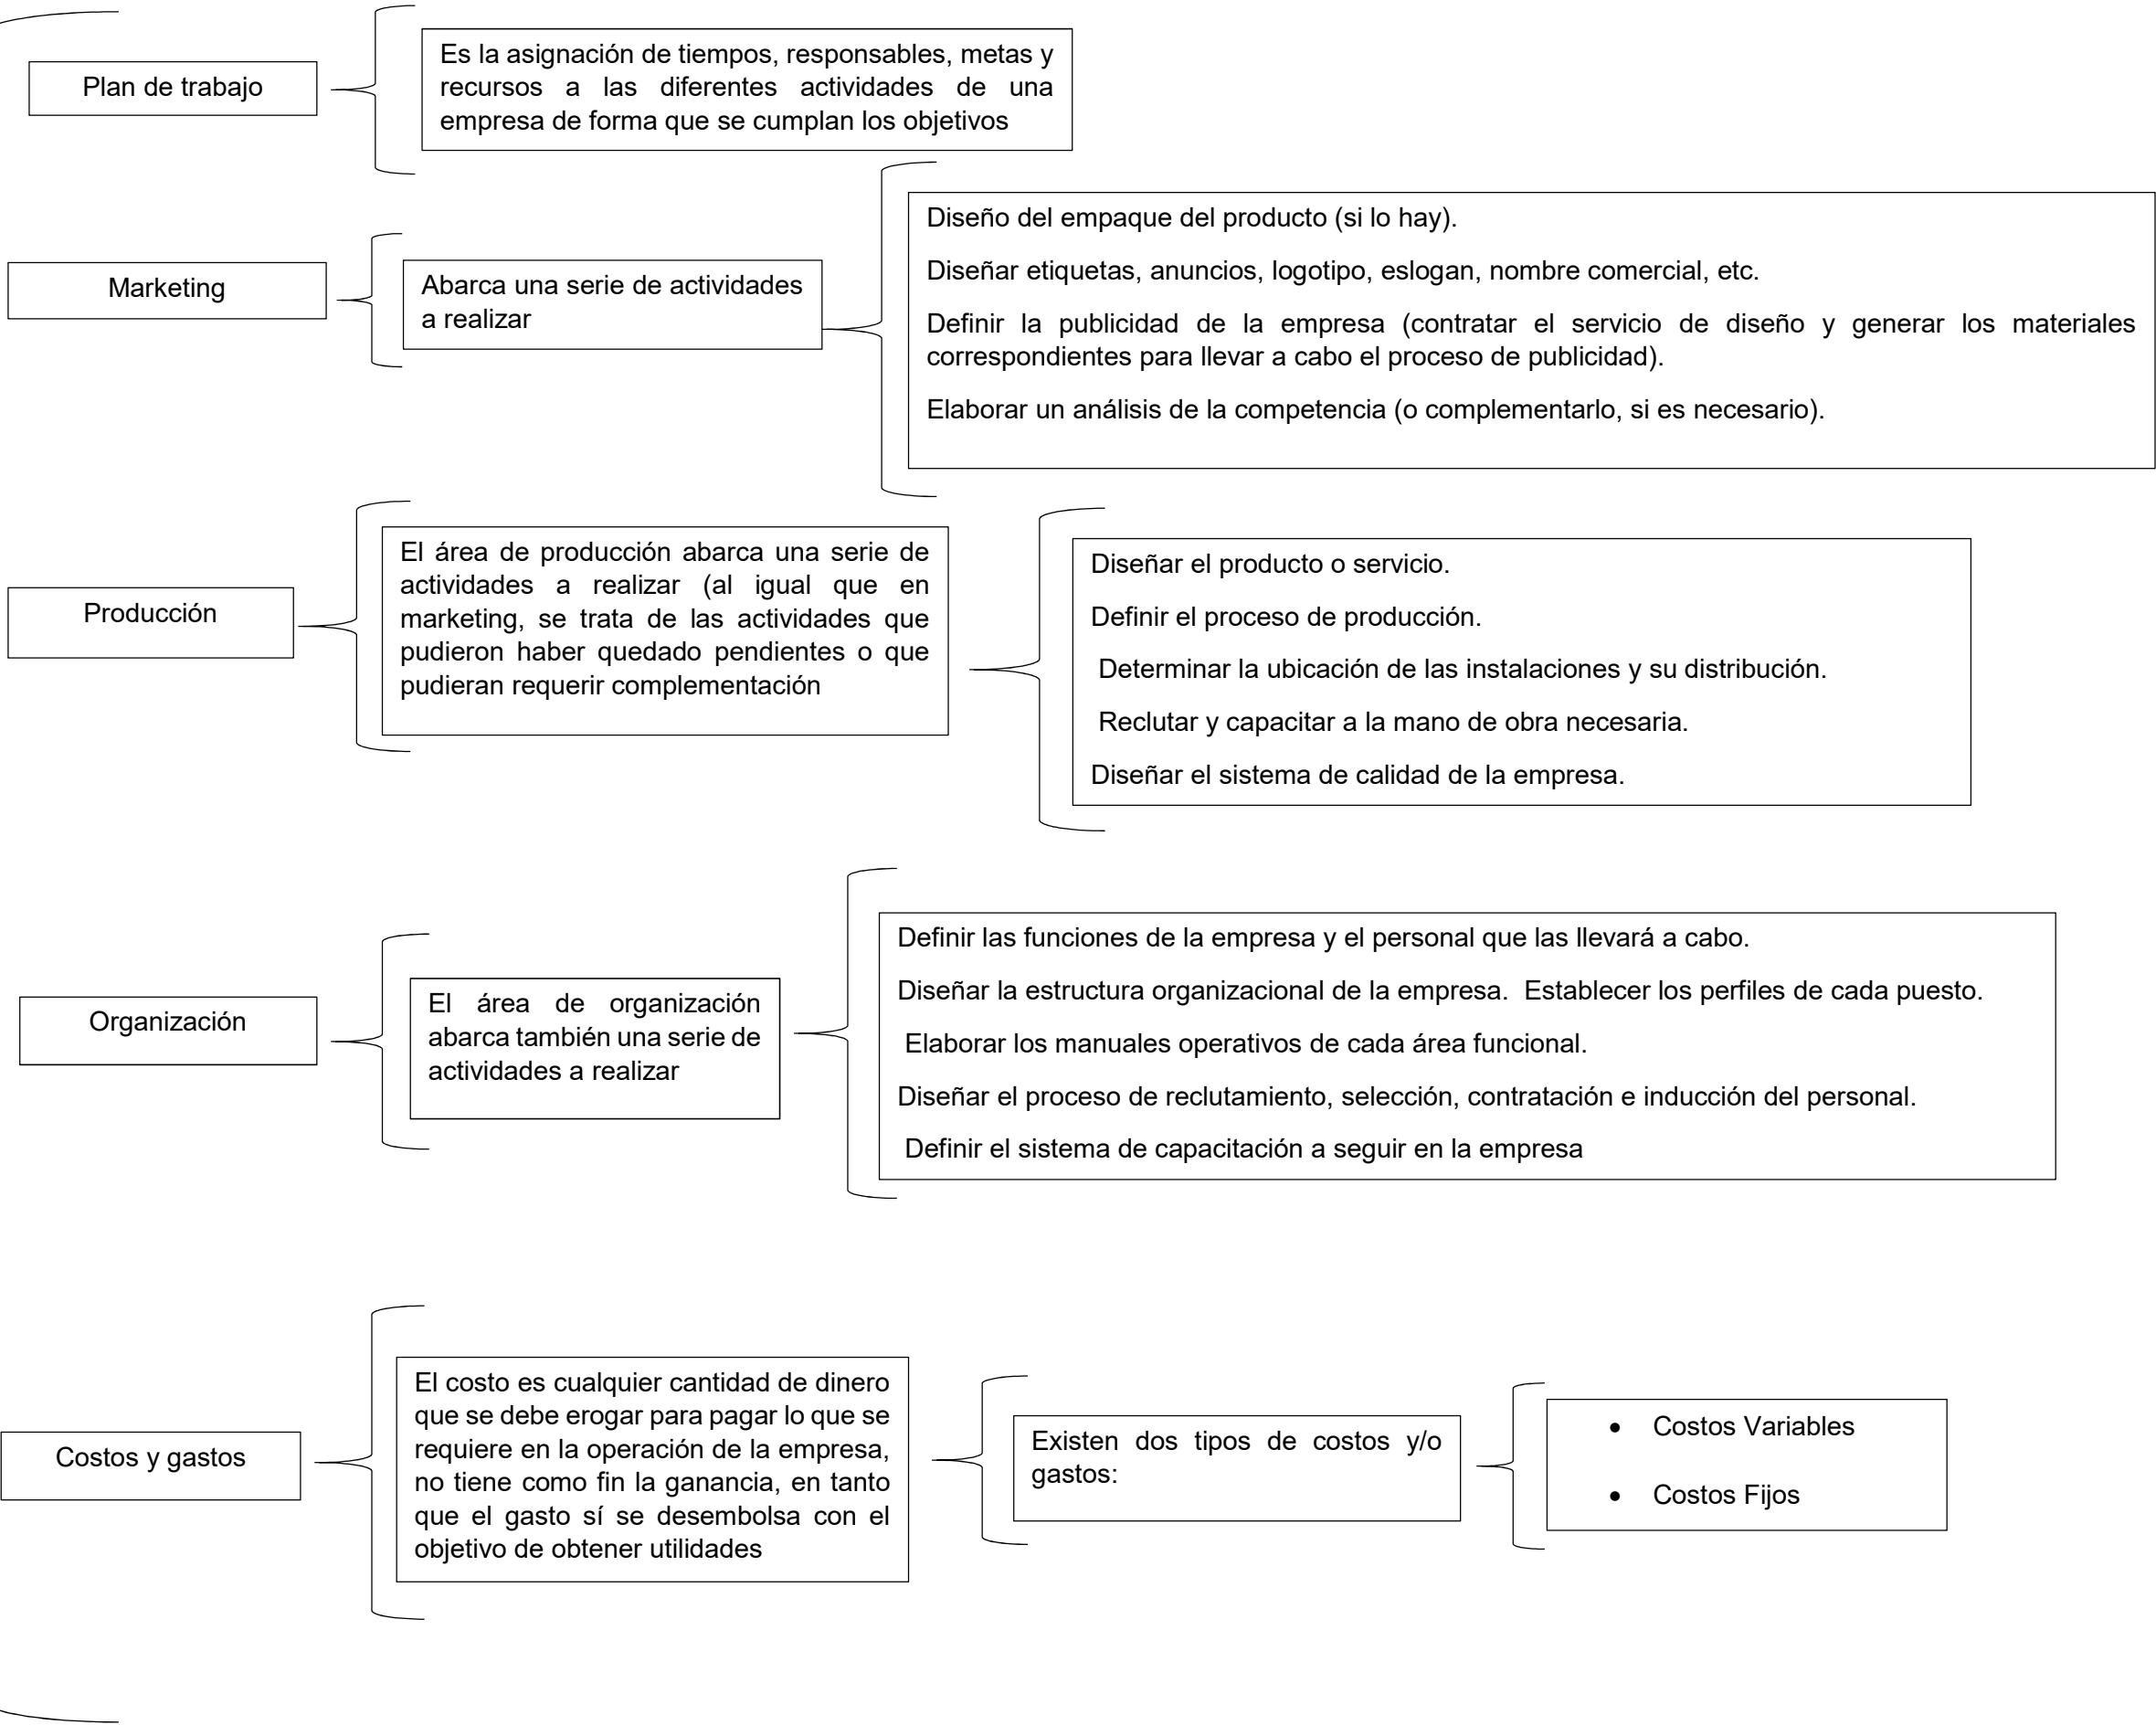 Plan de trabajo
Es la asignación de tiempos, responsables, metas y
recursos a las diferentes actividades de una
empresa de forma que se cumplan los objetivos
Marketing
Abarca una serie de actividades
a realizar
Diseño del empaque del producto (si lo hay).
Diseñar etiquetas, anuncios, logotipo, eslogan, nombre comercial, etc.
Definir la publicidad de la empresa (contratar el servicio de diseño y generar los materiales
correspondientes para llevar a cabo el proceso de publicidad).
Elaborar un análisis de la competencia (o complementarlo, si es necesario).
Producción
El área de producción abarca una serie de
actividades a realizar (al igual que en
marketing, se trata de las actividades que
pudieron haber quedado pendientes o que
pudieran requerir complementación
Diseñar el producto o servicio.
Definir el proceso de producción.
Determinar la ubicación de las instalaciones y su distribución.
Reclutar y capacitar a la mano de obra necesaria.
Diseñar el sistema de calidad de la empresa.
Organización
El área de organización
abarca también una serie de
actividades a realizar
Definir las funciones de la empresa y el personal que las llevará a cabo.
Diseñar la estructura organizacional de la empresa.  Establecer los perfiles de cada puesto.
Elaborar los manuales operativos de cada área funcional.
Diseñar el proceso de reclutamiento, selección, contratación e inducción del personal.
Definir el sistema de capacitación a seguir en la empresa
Costos y gastos
El costo es cualquier cantidad de dinero
que se debe erogar para pagar lo que se
requiere en la operación de la empresa,
no tiene como fin la ganancia, en tanto
que el gasto sí se desembolsa con el
objetivo de obtener utilidades
Existen dos tipos de costos y/o
gastos:
• Costos Variables
• Costos Fijos